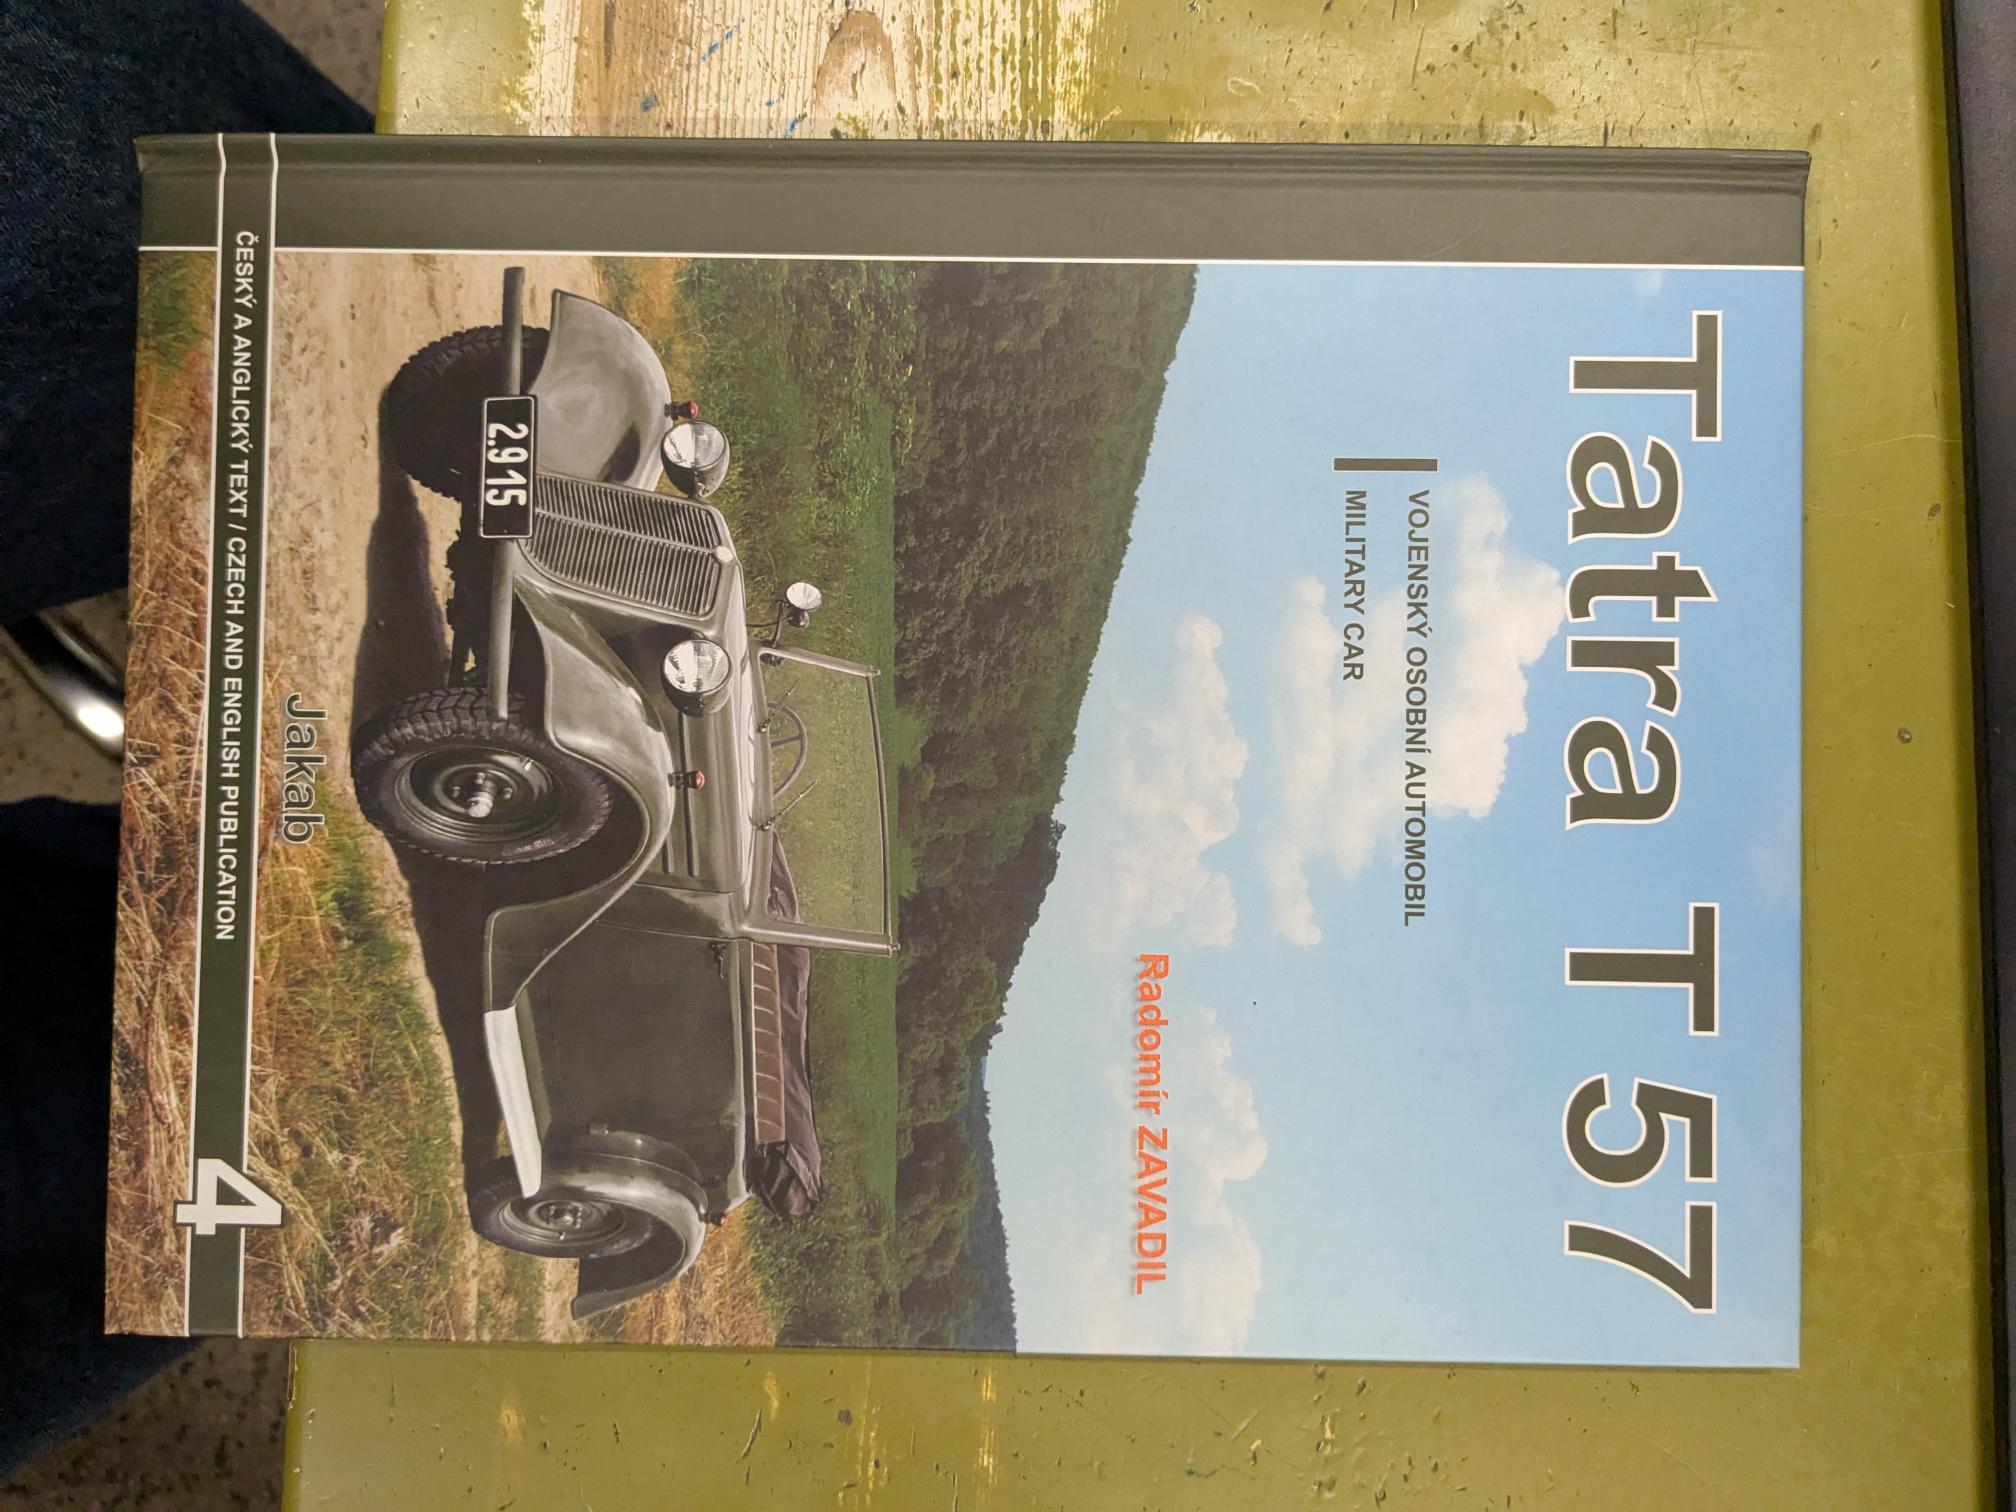 Tatra T 57
VOJENSKÝ OSOBNÍ AUTOMOBIL
MILITARY CAR
Radomír ZAVADIL
2.915
Jakab
ČESKÝ A ANGLICKÝ TEXT / CZECH AND ENGLISH PUBLICATION
4